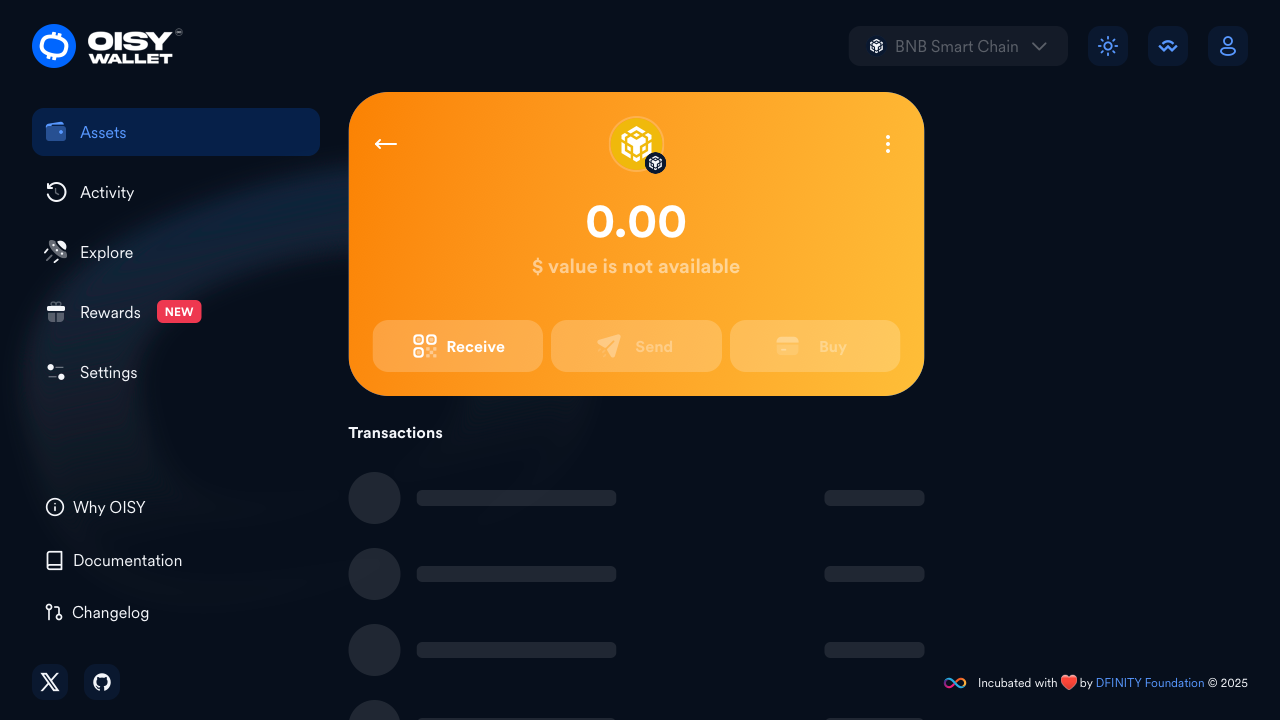 OISY
WALLET
BNB Smart Chain
Assets
Activity
Explore
Rewards NEW
Settings
Why OISY
Documentation
Changelog
0.00
$ value is not available
Receive
Send
Buy
Transactions
Incubated with ❤️ by DFINITY Foundation © 2025